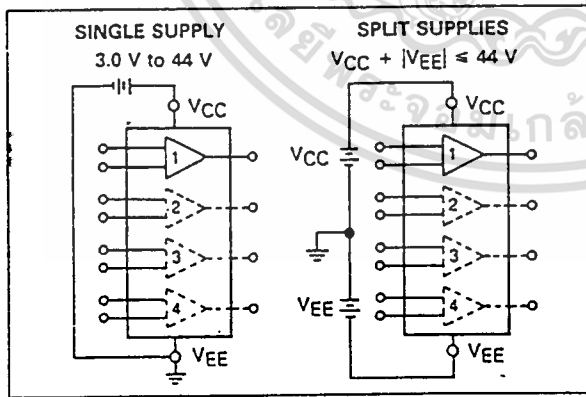 SINGLE SUPPLY
3.0 V to 44 V
VCC
1
2
3
4
VEE
SPLIT SUPPLIES
VCC + |VEE| ≤ 44 V
VCC
VCC
1
2
3
4
VEE
VEE